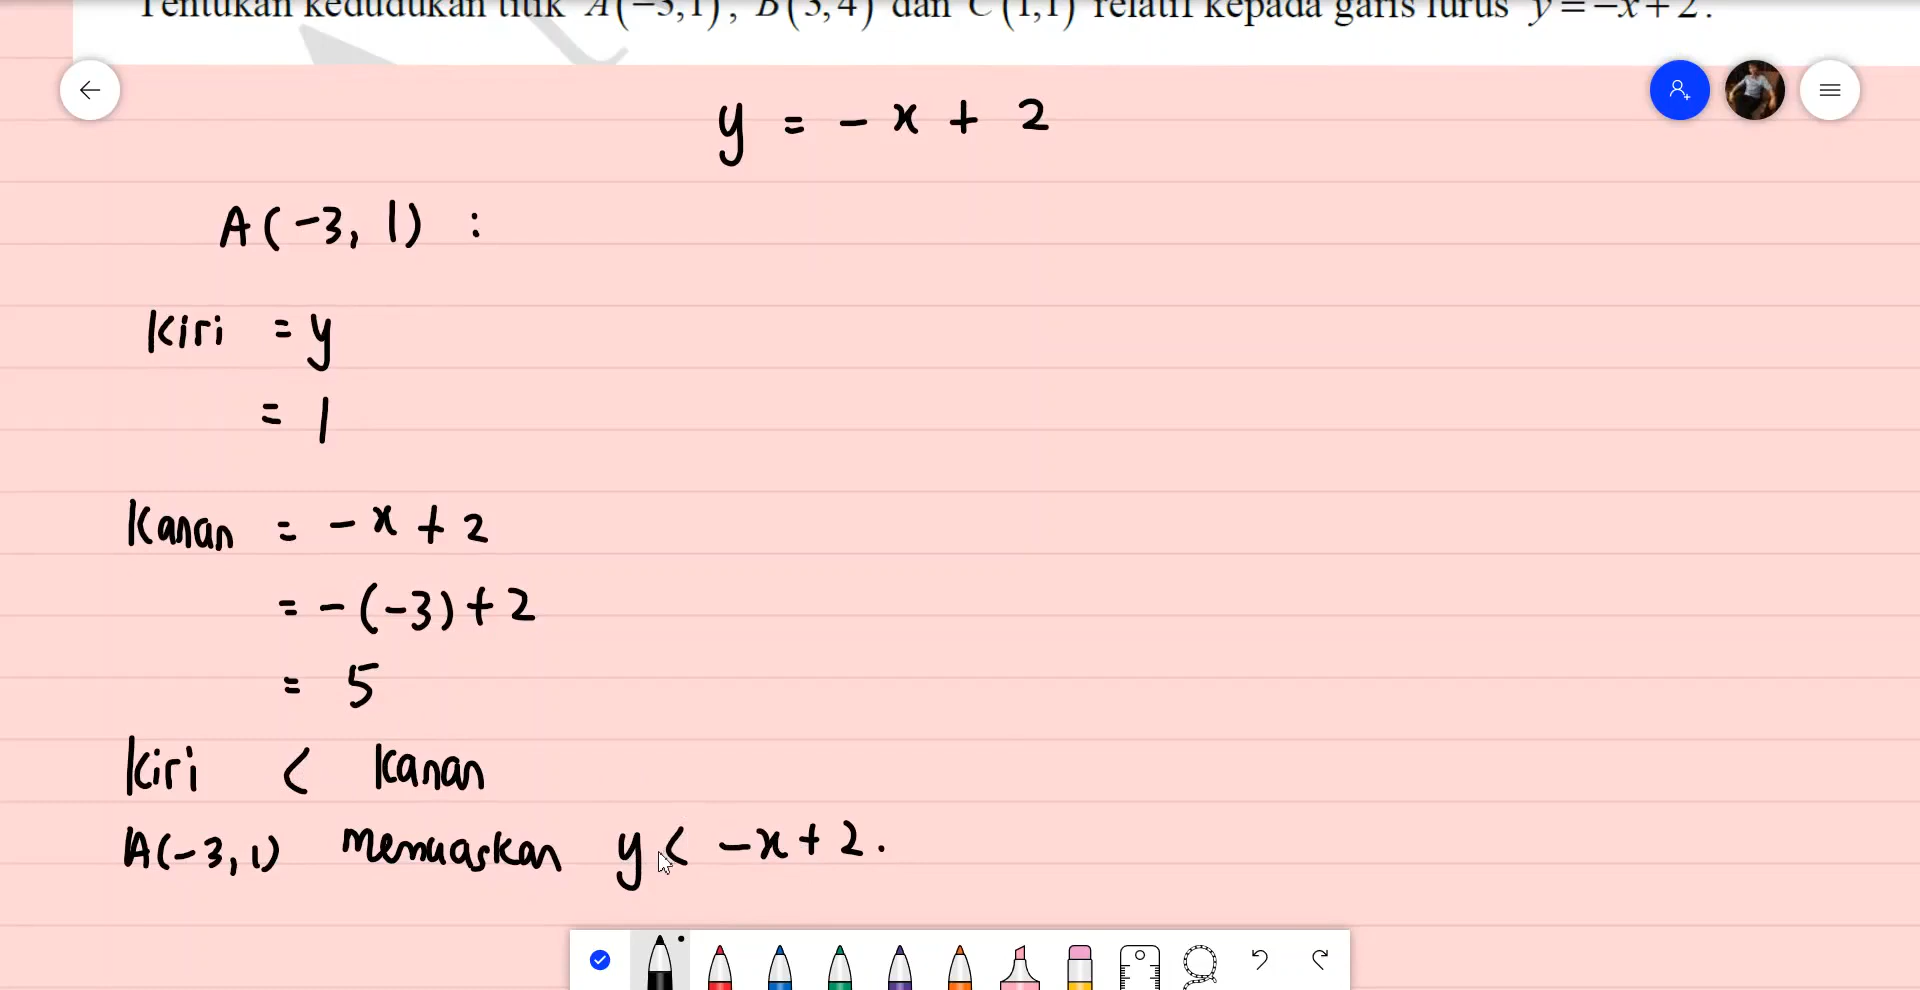 Tentukan kedudukan titik A(−3,1), B(3,4) dan C(1,1) relatif kepada garis lurus y=−x+2.
y = - x + 2
A(-3, 1) :
Kiri = y
= 1
Kanan = - x + 2
= - (-3) + 2
= 5
Kiri < Kanan
A(-3, 1) memuaskan y < -x + 2 .